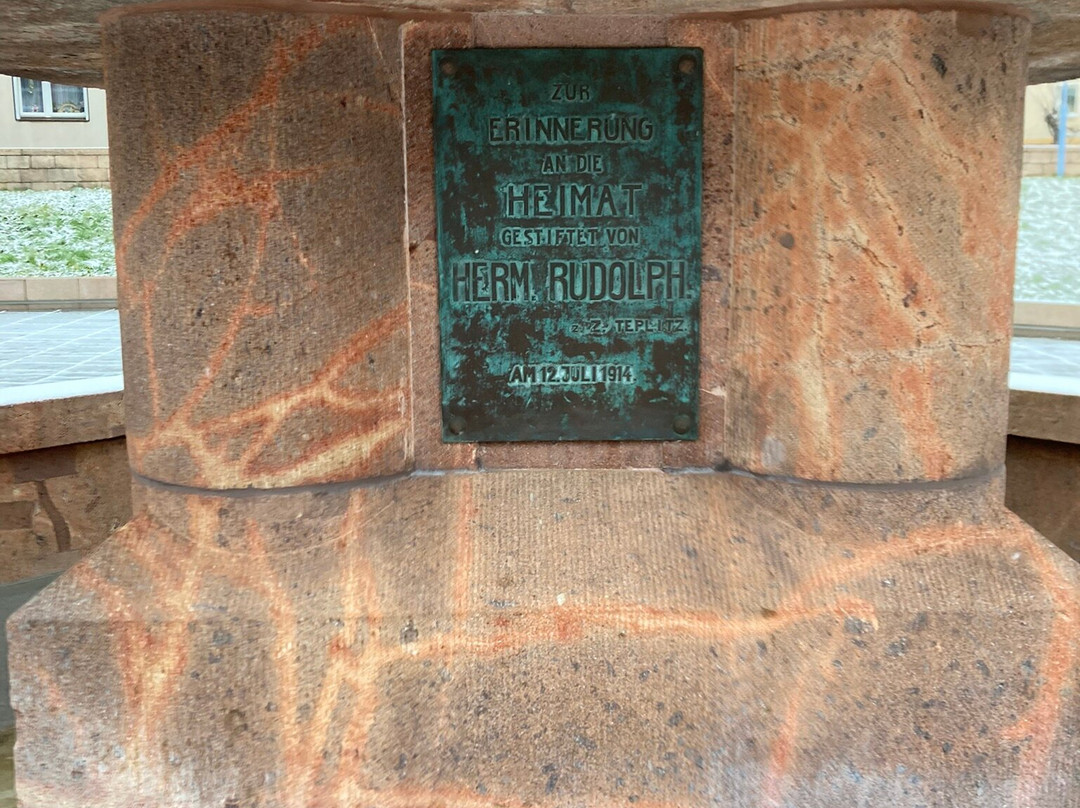 ZUR
ERINNERUNG
AN DIE
HEIMAT
GESTIFTET VON
HERM. RUDOLPH.
z. Z. TEPLITZ.
AM 12. JULI 1914.